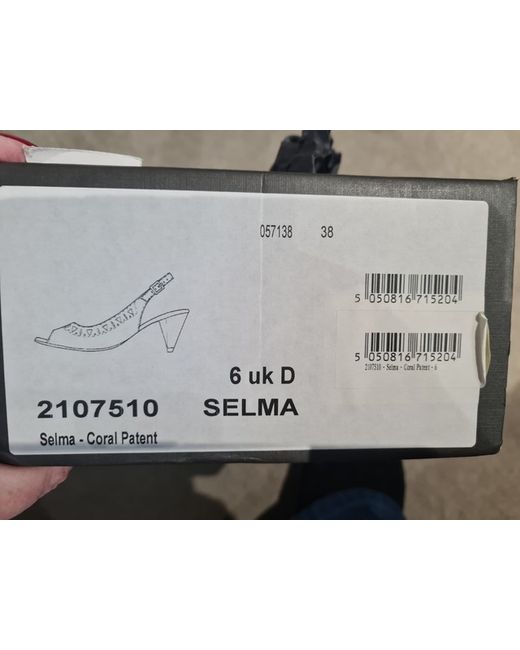 057138 38
5 050816 715204
5 050816 715204
2107510 - Selma - Coral Patent - 6
6 uk D
2107510 SELMA
Selma - Coral Patent